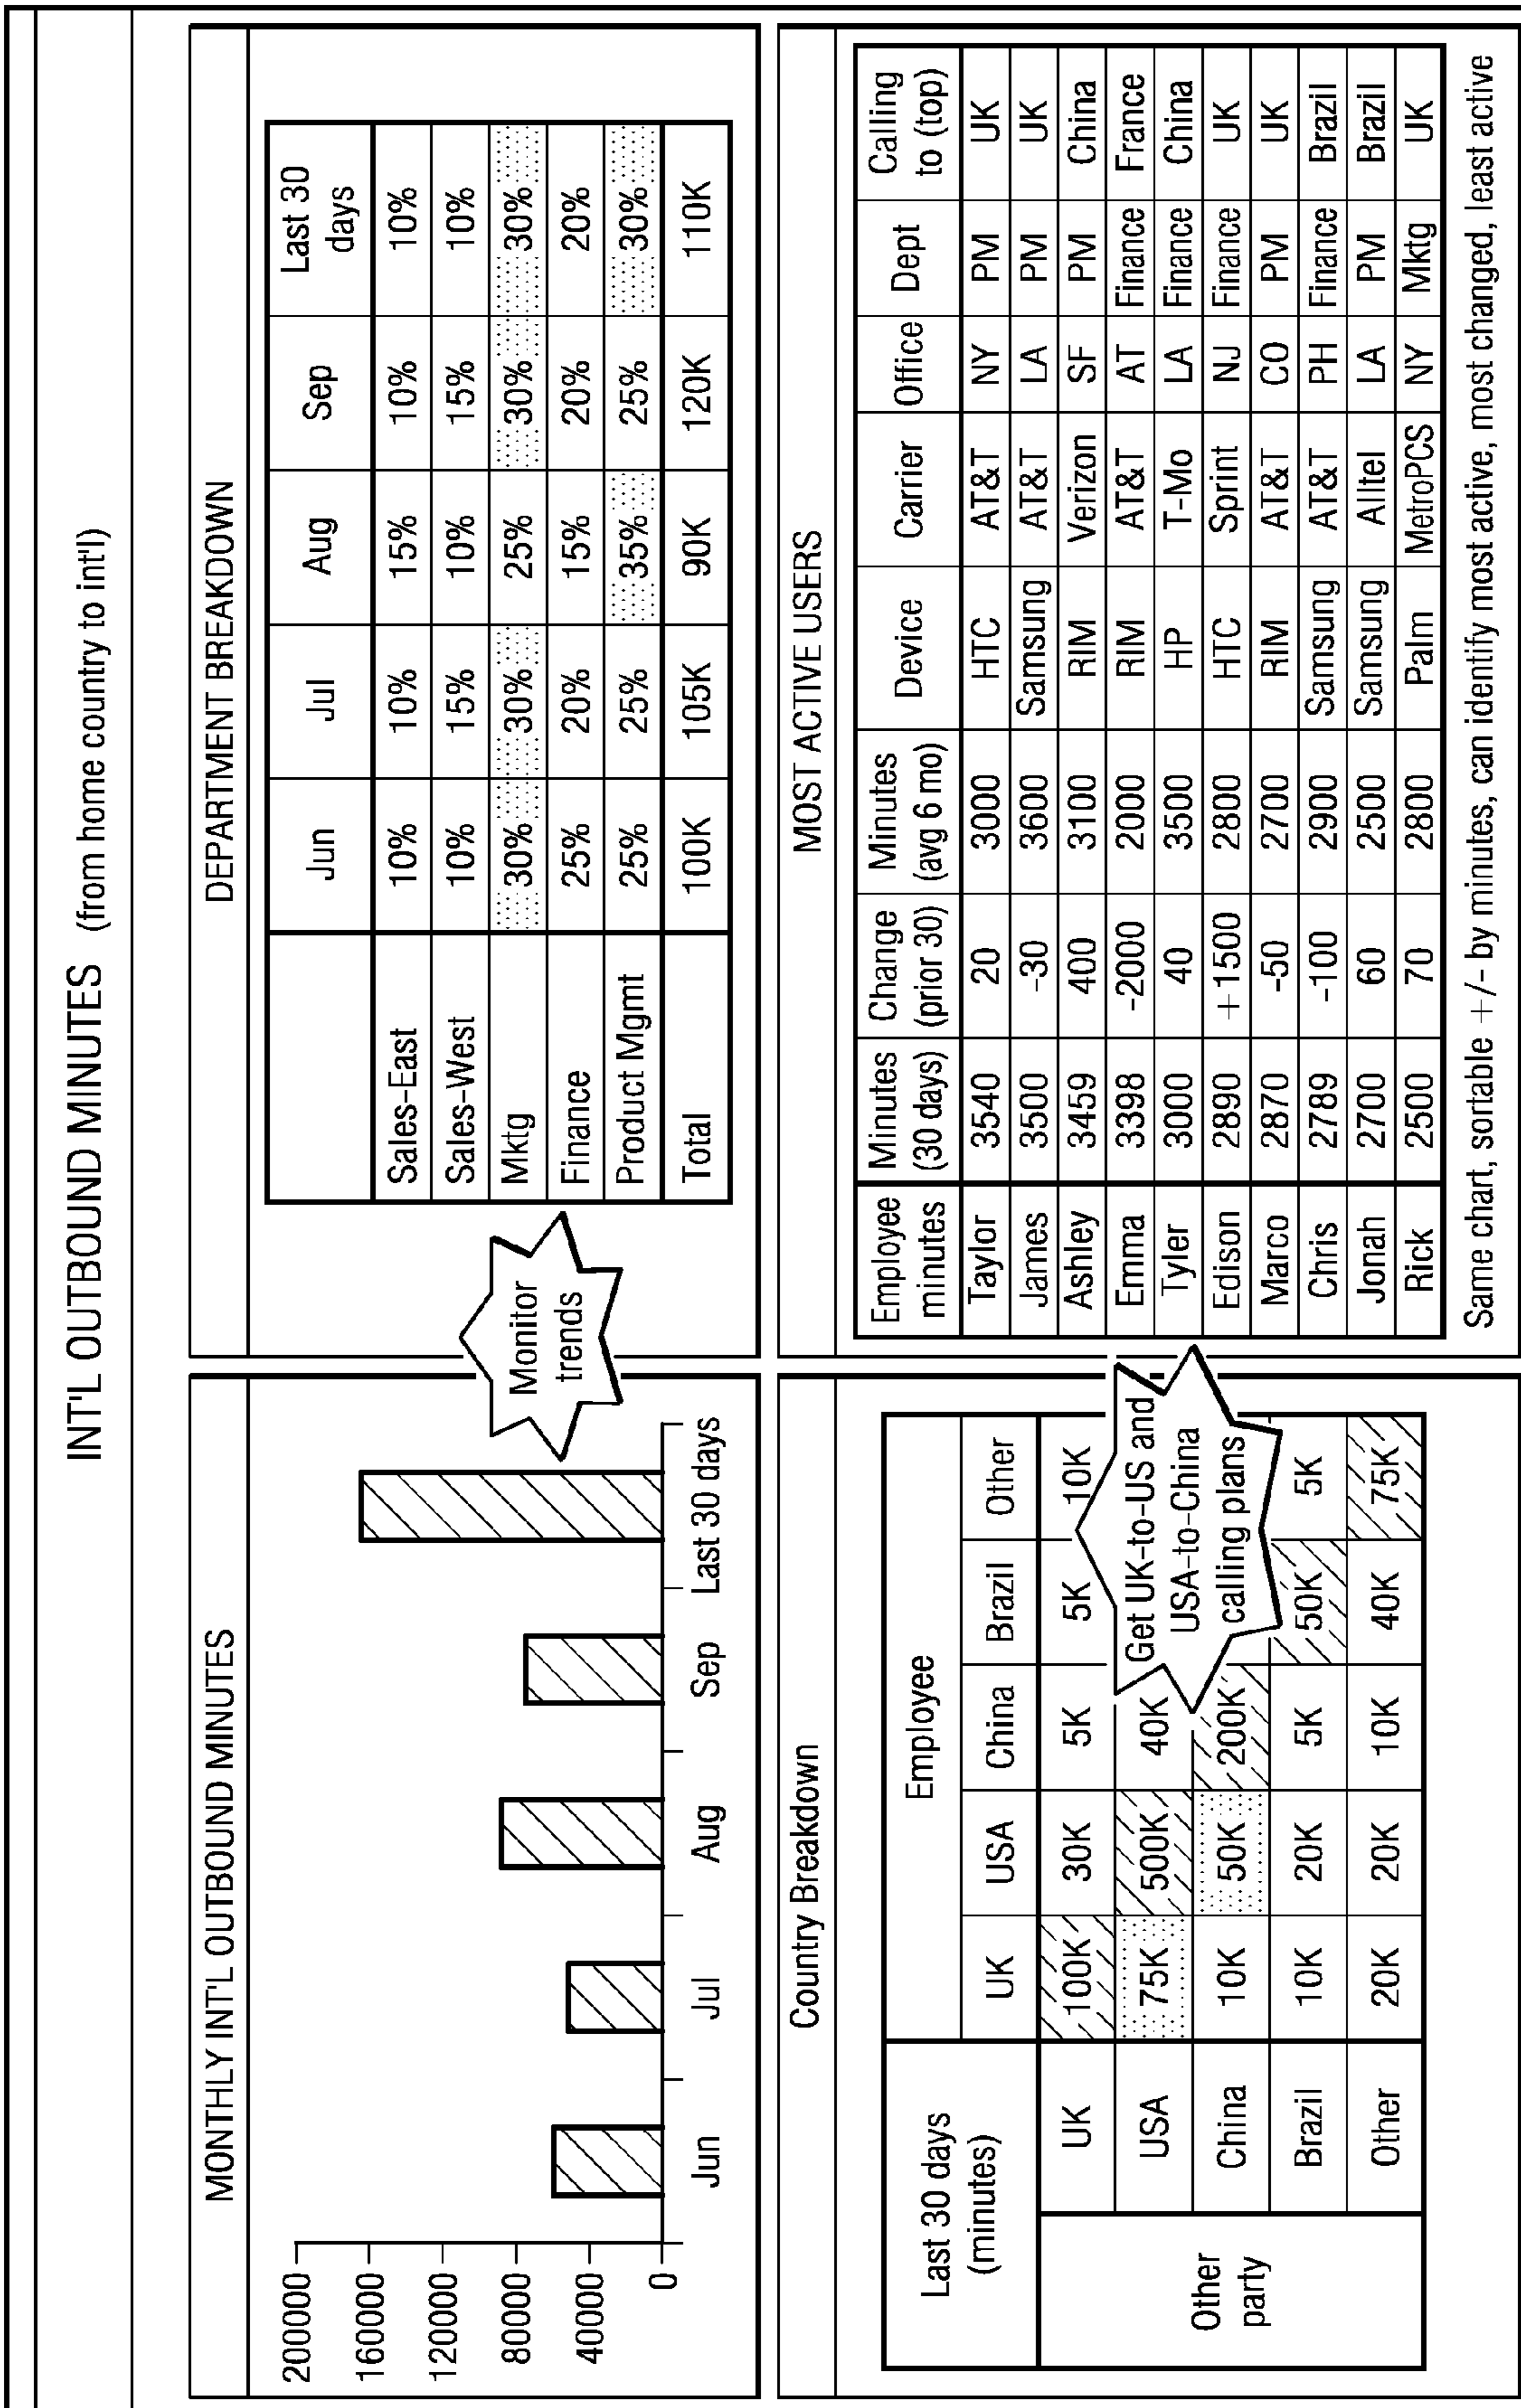 INT'L OUTBOUND MINUTES (from home country to int'l)
MONTHLY INT'L OUTBOUND MINUTES
200000
160000
120000
80000
40000
0
Jun Jul Aug Sep Last 30 days
Monitor
trends
DEPARTMENT BREAKDOWN
Jun Jul Aug Sep Last 30
days
Sales-East 10% 10% 15% 10% 10%
Sales-West 10% 15% 10% 15% 10%
Mktg 30% 30% 25% 30% 30%
Finance 25% 20% 15% 20% 20%
Product Mgmt 25% 25% 35% 25% 30%
Total 100K 105K 90K 120K 110K
Country Breakdown
Last 30 days
(minutes)
Employee
UK USA China Brazil Other
Other
party
UK 100K 30K 5K 5K 10K
USA 75K 500K 40K
China 10K 50K 200K
Brazil 10K 20K 5K 50K 5K
Other 20K 20K 10K 40K 75K
Get UK-to-US and
USA-to-China
calling plans
MOST ACTIVE USERS
Employee Minutes Change Minutes Device Carrier Office Dept Calling
minutes (30 days) (prior 30) (avg 6 mo) to (top)
Taylor 3540 20 3000 HTC AT&T NY PM UK
James 3500 -30 3600 Samsung AT&T LA PM UK
Ashley 3459 400 3100 RIM Verizon SF PM China
Emma 3398 -2000 2000 RIM AT&T AT Finance France
Tyler 3000 40 3500 HP T-Mo LA Finance China
Edison 2890 +1500 2800 HTC Sprint NJ Finance UK
Marco 2870 -50 2700 RIM AT&T CO PM UK
Chris 2789 -100 2900 Samsung AT&T PH Finance Brazil
Jonah 2700 60 2500 Samsung Alltel LA PM Brazil
Rick 2500 70 2800 Palm MetroPCS NY Mktg UK
Same chart, sortable +/- by minutes, can identify most active, most changed, least active